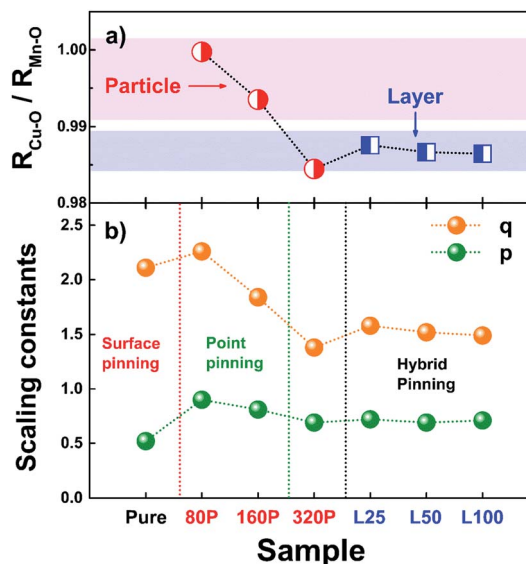 a)
R_Cu-O / R_Mn-O
1.00
0.99
0.98
Particle
Layer
b)
q
p
Scaling constants
2.5
2.0
1.5
1.0
0.5
0.0
Surface
pinning
Point
pinning
Hybrid
Pinning
Pure 80P 160P 320P L25 L50 L100
Sample